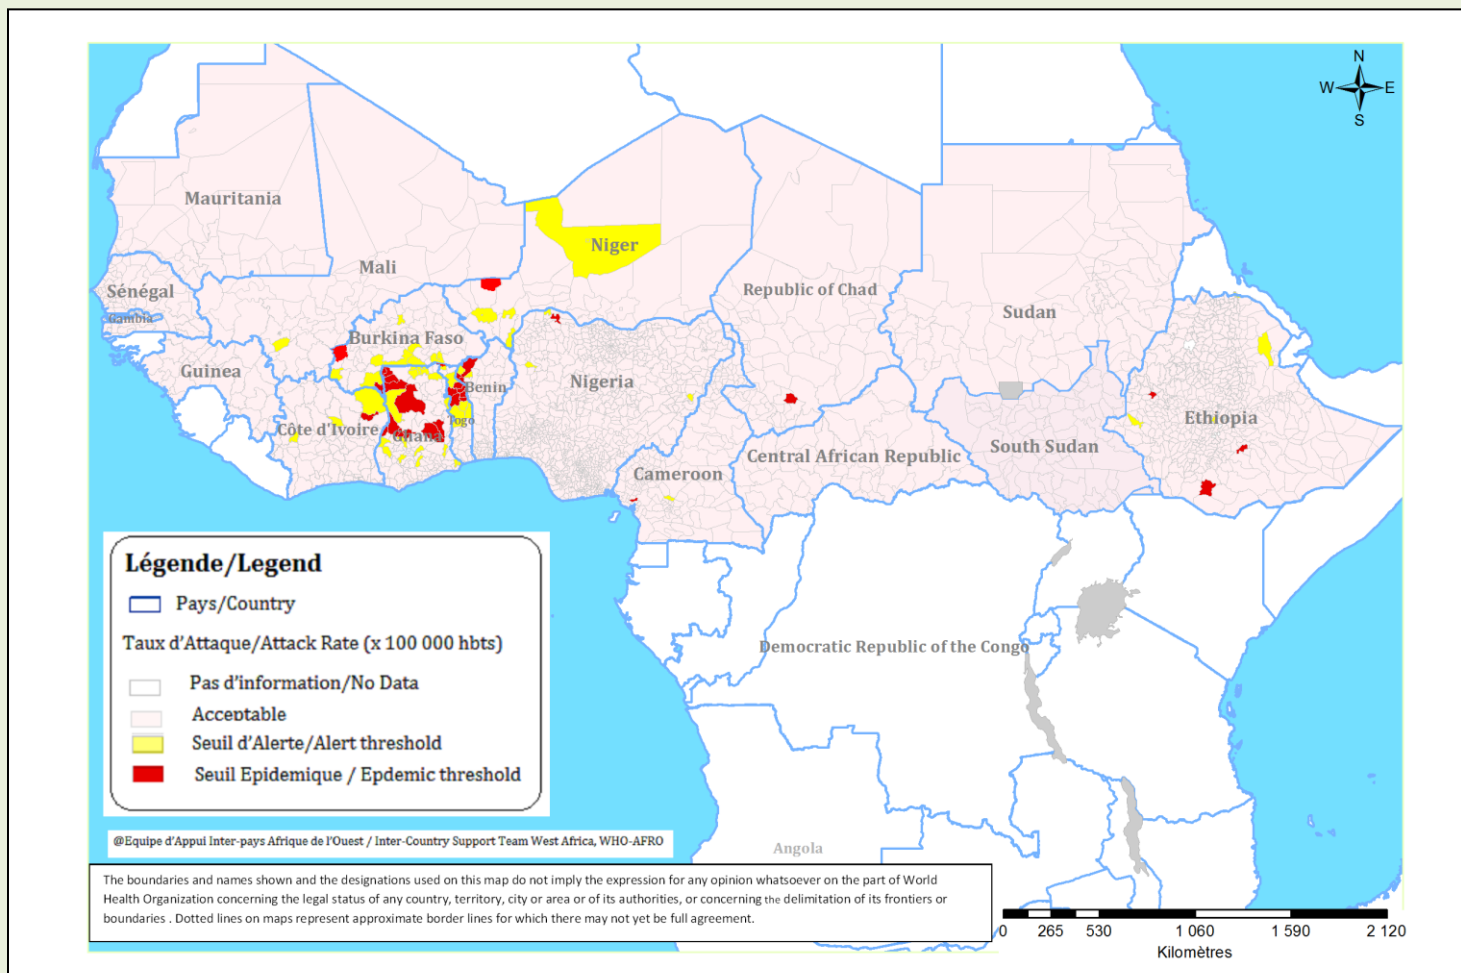 N
W E
S
Mauritania
Niger
Mali
Sénégal
Gambia
Republic of Chad
Sudan
Burkina Faso
Guinea
Nigeria
Benin
Togo
Côte d'Ivoire
Ghana
Ethiopia
South Sudan
Central African Republic
Cameroon
Democratic Republic of the Congo
Angola
Légende/Legend
Pays/Country
Taux d'Attaque/Attack Rate (x 100 000 hbts)
Pas d'information/No Data
Acceptable
Seuil d'Alerte/Alert threshold
Seuil Epidemique / Epdemic threshold
@Equipe d'Appui Inter-pays Afrique de l'Ouest / Inter-Country Support Team West Africa, WHO-AFRO
The boundaries and names shown and the designations used on this map do not imply the expression for any opinion whatsoever on the part of World
Health Organization concerning the legal status of any country, territory, city or area or of its authorities, or concerning the delimitation of its frontiers or
boundaries . Dotted lines on maps represent approximate border lines for which there may not yet be full agreement.
0 265 530 1 060 1 590 2 120
Kilomètres